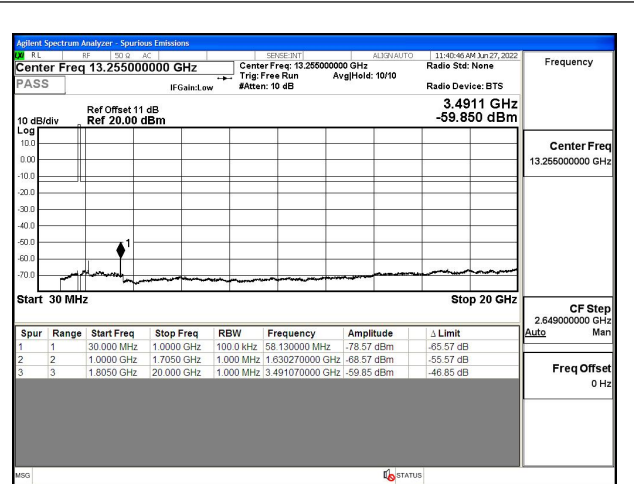 Agilent Spectrum Analyzer - Spurious Emissions
RL RF 50 Ω AC SENSE:INT ALIGNAUTO 11:40:46 AM Jun 27, 2022
Center Freq 13.255000000 GHz Center Freq: 13.255000000 GHz Radio Std: None
Trig: Free Run Avg|Hold: 10/10
PASS IFGain:Low #Atten: 10 dB Radio Device: BTS
Frequency
3.4911 GHz
Ref Offset 11 dB
10 dB/div Ref 20.00 dBm -59.850 dBm
Log
10.0
0.00
-10.0
-20.0
-30.0
-40.0
-50.0
-60.0
-70.0
1
Start 30 MHz Stop 20 GHz
Center Freq
13.255000000 GHz
CF Step
2.649000000 GHz
Auto Man
Freq Offset
0 Hz
Spur Range Start Freq Stop Freq RBW Frequency Amplitude Δ Limit
1 1 30.000 MHz 1.0000 GHz 100.0 kHz 58.130000 MHz -78.57 dBm -65.57 dB
2 2 1.0000 GHz 1.7050 GHz 1.000 MHz 1.630270000 GHz -68.57 dBm -55.57 dB
3 3 1.8050 GHz 20.000 GHz 1.000 MHz 3.491070000 GHz -59.85 dBm -46.85 dB
MSG STATUS